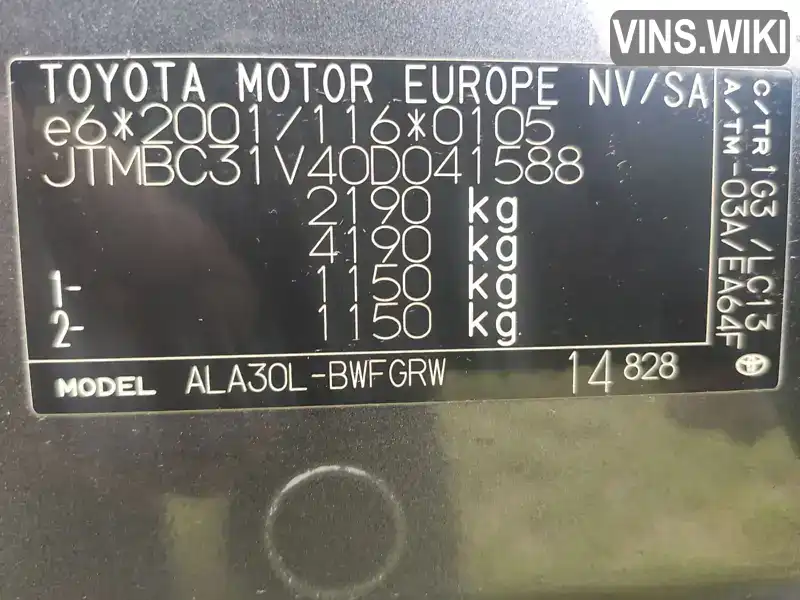 VINS.WIKI
TOYOTA MOTOR EUROPE NV/SA
e6*2001/116*0105
JTMBC31V40D041588
2190 kg
4190 kg
1- 1150 kg
2- 1150 kg
MODEL ALA30L-BWFGRW 14 828
C/TR 1G3 /LC13
A/TM -03A/EA64F